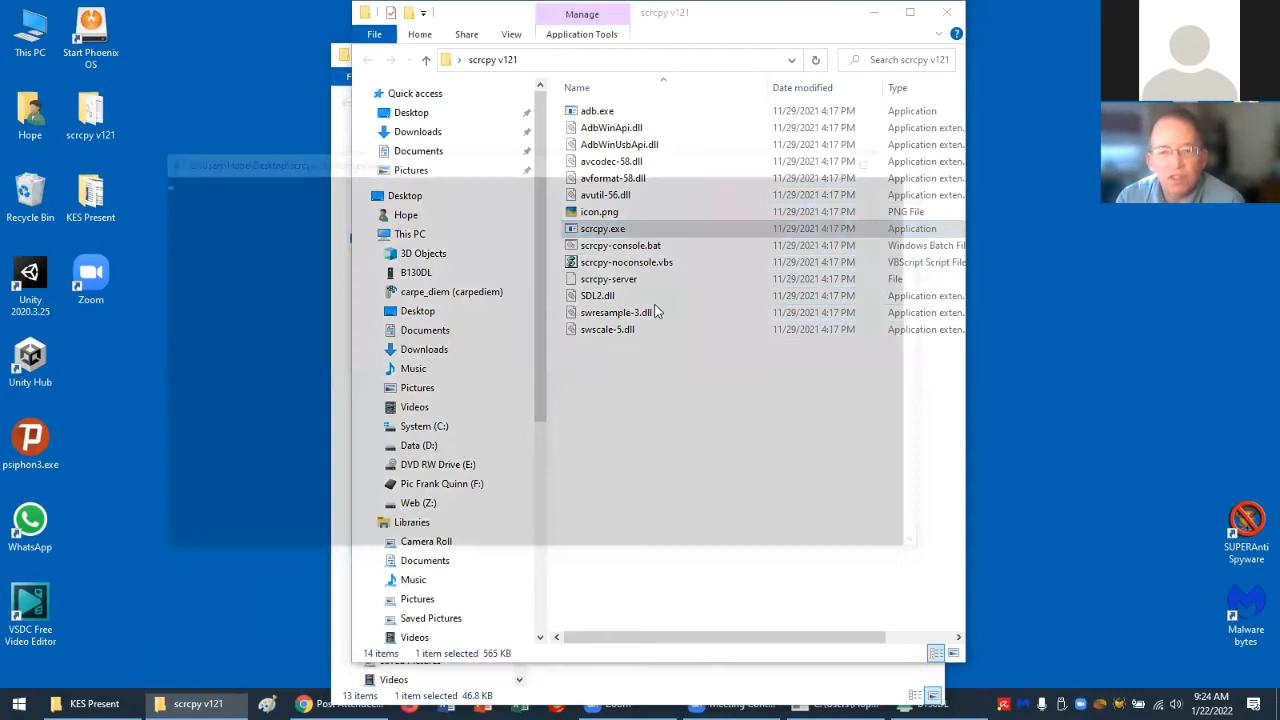 Manage
scrcpy v121
File
Home
Share
View
Application Tools
scrcpy v121
Search scrcpy v121
Name
Date modified
Type
Quick access
Desktop
Downloads
Documents
Pictures
Desktop
Hope
This PC
3D Objects
B130DL
carpe_diem (carpediem)
Desktop
Documents
Downloads
Music
Pictures
Videos
System (C:)
Data (D:)
DVD RW Drive (E:)
Pic Frank Quinn (F:)
Web (Z:)
Libraries
Camera Roll
Documents
Music
Pictures
Saved Pictures
Videos
adb.exe 11/29/2021 4:17 PM Application
AdbWinApi.dll 11/29/2021 4:17 PM Application exten...
AdbWinUsbApi.dll 11/29/2021 4:17 PM Application exten...
avcodec-58.dll 11/29/2021 4:17 PM Application exten...
avformat-58.dll 11/29/2021 4:17 PM Application exten...
avutil-56.dll 11/29/2021 4:17 PM Application exten...
icon.png 11/29/2021 4:17 PM PNG File
scrcpy.exe 11/29/2021 4:17 PM Application
scrcpy-console.bat 11/29/2021 4:17 PM Windows Batch Fil
scrcpy-noconsole.vbs 11/29/2021 4:17 PM VBScript Script File
scrcpy-server 11/29/2021 4:17 PM File
SDL2.dll 11/29/2021 4:17 PM Application exten...
swresample-3.dll 11/29/2021 4:17 PM Application exten...
swscale-5.dll 11/29/2021 4:17 PM Application exten...
14 items 1 item selected 565 KB
Videos
13 items 1 item selected 46.8 KB
This PC
Start Phoenix
OS
Hope
scrcpy v121
Recycle Bin
KES Present
Unity
2020.3.25
Zoom
Unity Hub
psiphon3.exe
WhatsApp
VSDC Free
Video Editor
SUPERAnti
Spyware
Malware
bytes
KES Present
scrcpy v121
9:24 AM
1/22/2022